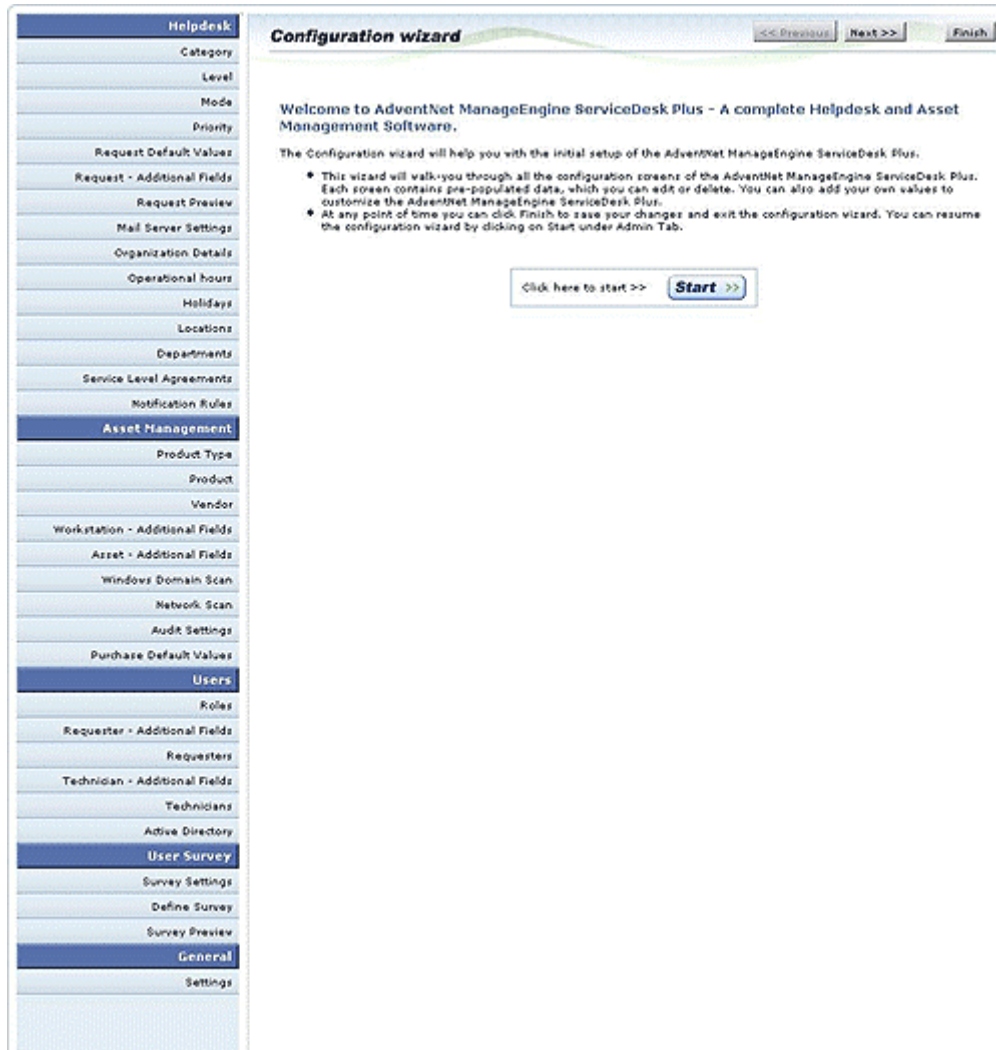 Helpdesk
Category
Level
Mode
Priority
Request Default Values
Request - Additional Fields
Request Preview
Mail Server Settings
Organization Details
Operational hours
Holidays
Locations
Departments
Service Level Agreements
Notification Rules
Asset Management
Product Type
Product
Vendor
Workstation - Additional Fields
Asset - Additional Fields
Windows Domain Scan
Network Scan
Audit Settings
Purchase Default Values
Users
Roles
Requester - Additional Fields
Requesters
Technician - Additional Fields
Technicians
Active Directory
User Survey
Survey Settings
Define Survey
Survey Preview
General
Settings
Configuration wizard
<< Previous Next >> Finish
Welcome to AdventNet ManageEngine ServiceDesk Plus - A complete Helpdesk and Asset
Management Software.
The Configuration wizard will help you with the initial setup of the AdventNet ManageEngine ServiceDesk Plus.
This wizard will walk-you through all the configuration screens of the AdventNet ManageEngine ServiceDesk Plus.
Each screen contains pre-populated data, which you can edit or delete. You can also add your own values to
customize the AdventNet ManageEngine ServiceDesk Plus.
At any point of time you can click Finish to save your changes and exit the configuration wizard. You can resume
the configuration wizard by clicking on Start under Admin Tab.
Click here to start >> Start >>